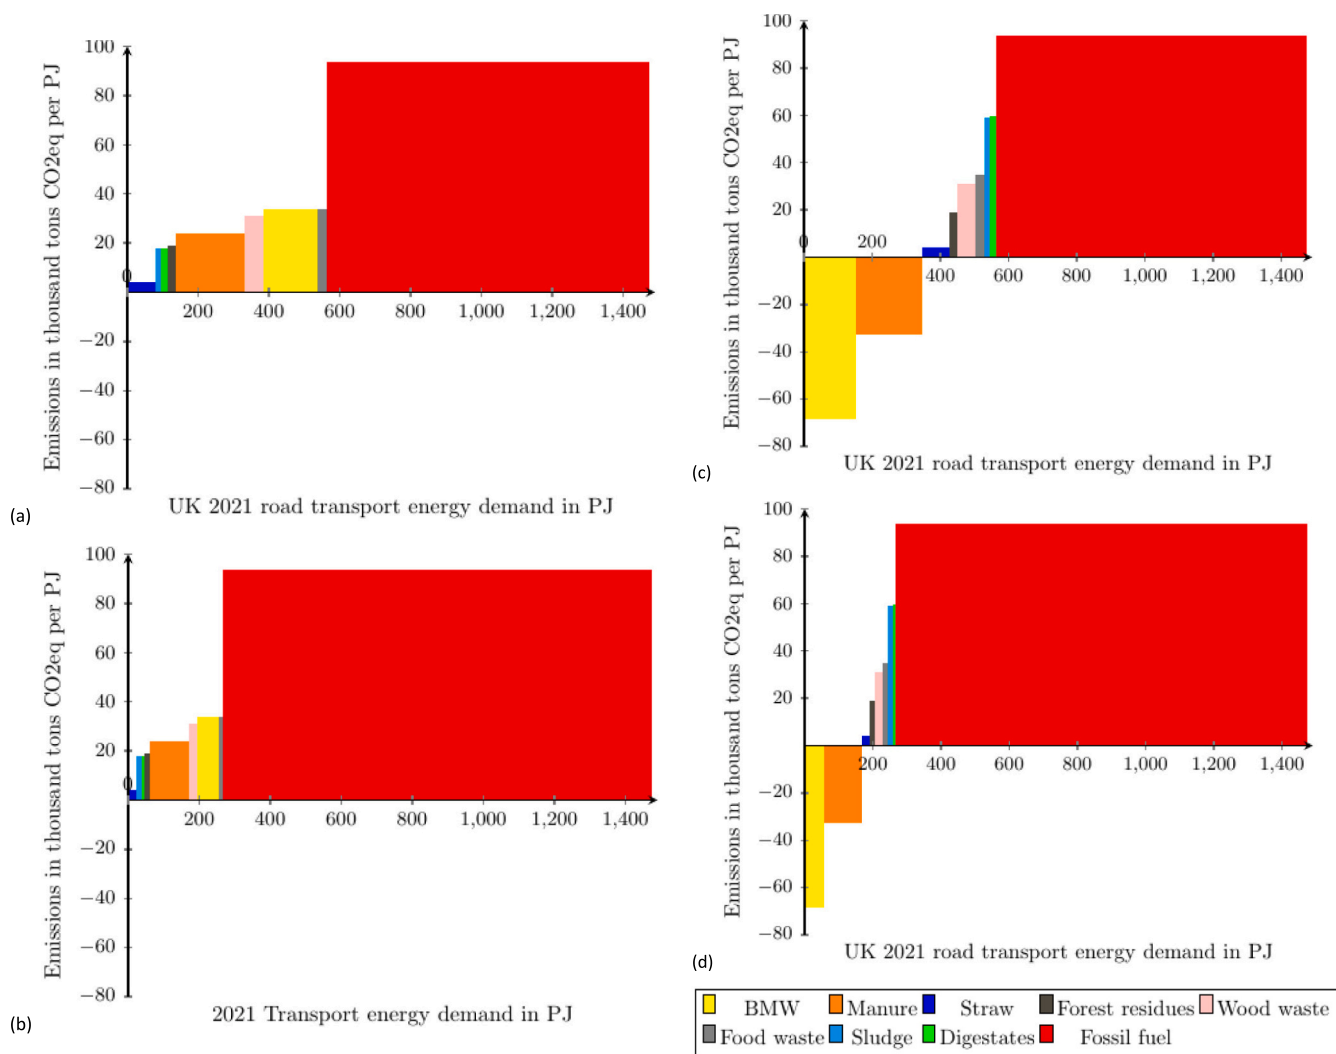 100
80
60
40
20
0
−20
−40
−60
−80
200 400 600 800 1,000 1,200 1,400
Emissions in thousand tons CO2eq per PJ
UK 2021 road transport energy demand in PJ
(a)
100
80
60
40
20
0
−20
−40
−60
−80
200 400 600 800 1,000 1,200 1,400
Emissions in thousand tons CO2eq per PJ
2021 Transport energy demand in PJ
(b)
100
80
60
40
20
0 200
−20
−40
−60
−80
400 600 800 1,000 1,200 1,400
Emissions in thousand tons CO2eq per PJ
UK 2021 road transport energy demand in PJ
(c)
100
80
60
40
20
−20
−40
−60
−80
200 400 600 800 1,000 1,200 1,400
Emissions in thousand tons CO2eq per PJ
UK 2021 road transport energy demand in PJ
(d)
BMW Manure Straw Forest residues Wood waste
Food waste Sludge Digestates Fossil fuel